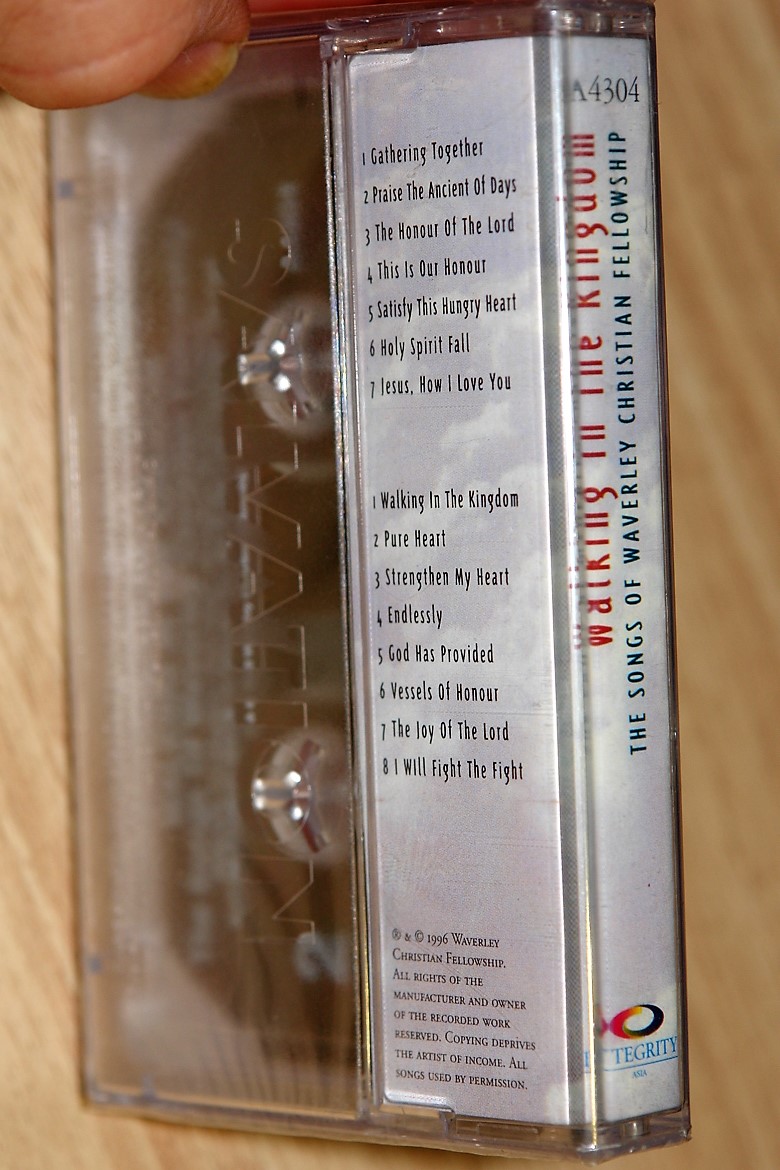 1 Gathering Together
2 Praise The Ancient Of Days
3 The Honour Of The Lord
4 This Is Our Honour
5 Satisfy This Hungry Heart
6 Holy Spirit Fall
7 Jesus, How I Love You
1 Walking In The Kingdom
2 Pure Heart
3 Strengthen My Heart
4 Endlessly
5 God Has Provided
6 Vessels Of Honour
7 The Joy Of The Lord
8 I Will Fight The Fight
℗ & © 1996 WAVERLEY
CHRISTIAN FELLOWSHIP.
ALL RIGHTS OF THE
MANUFACTURER AND OWNER
OF THE RECORDED WORK
RESERVED. COPYING DEPRIVES
THE ARTIST OF INCOME. ALL
SONGS USED BY PERMISSION.
A4304
walking in the kingdom
THE SONGS OF WAVERLEY CHRISTIAN FELLOWSHIP
INTEGRITY
ASIA
2